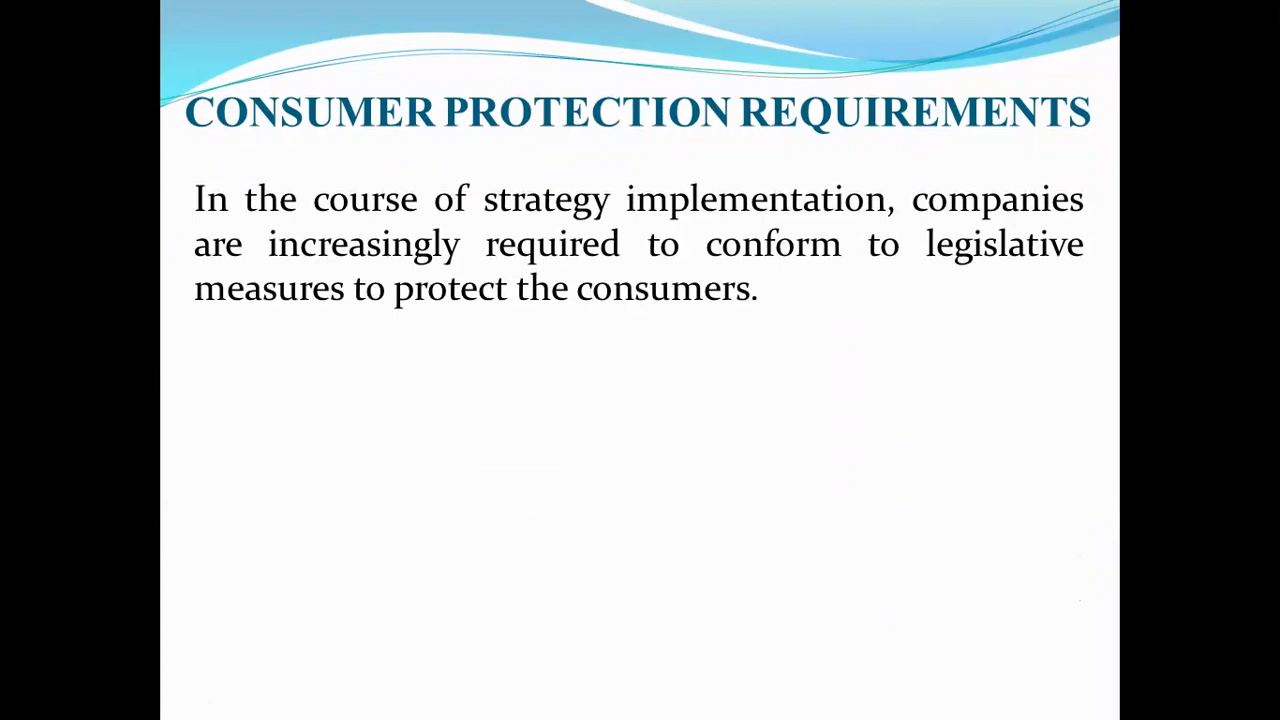 CONSUMER PROTECTION REQUIREMENTS
In the course of strategy implementation, companies
are increasingly required to conform to legislative
measures to protect the consumers.